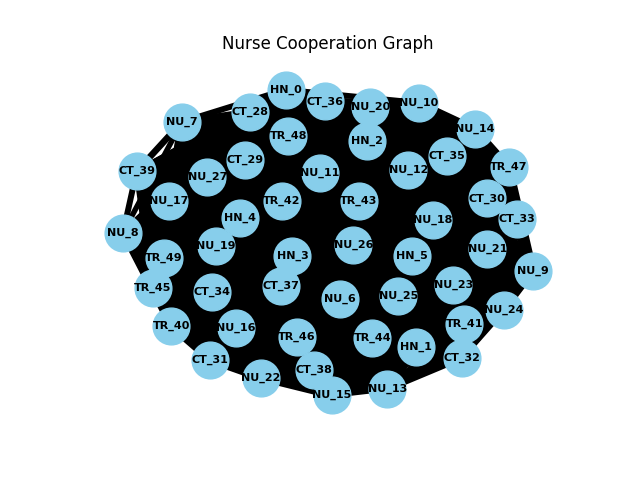 Nurse Cooperation Graph
HN_0
CT_36
NU_20
NU_10
CT_28
NU_7
TR_48
HN_2
NU_14
CT_35
CT_29
TR_47
NU_12
CT_39
NU_11
NU_27
CT_30
NU_17
TR_42
TR_43
HN_4
NU_18
CT_33
NU_8
NU_19
NU_26
NU_21
TR_49
HN_3
HN_5
NU_9
TR_45
CT_37
NU_23
CT_34
NU_6
NU_25
NU_24
TR_40
NU_16
TR_41
TR_46
TR_44
HN_1
CT_31
CT_32
CT_38
NU_22
NU_13
NU_15